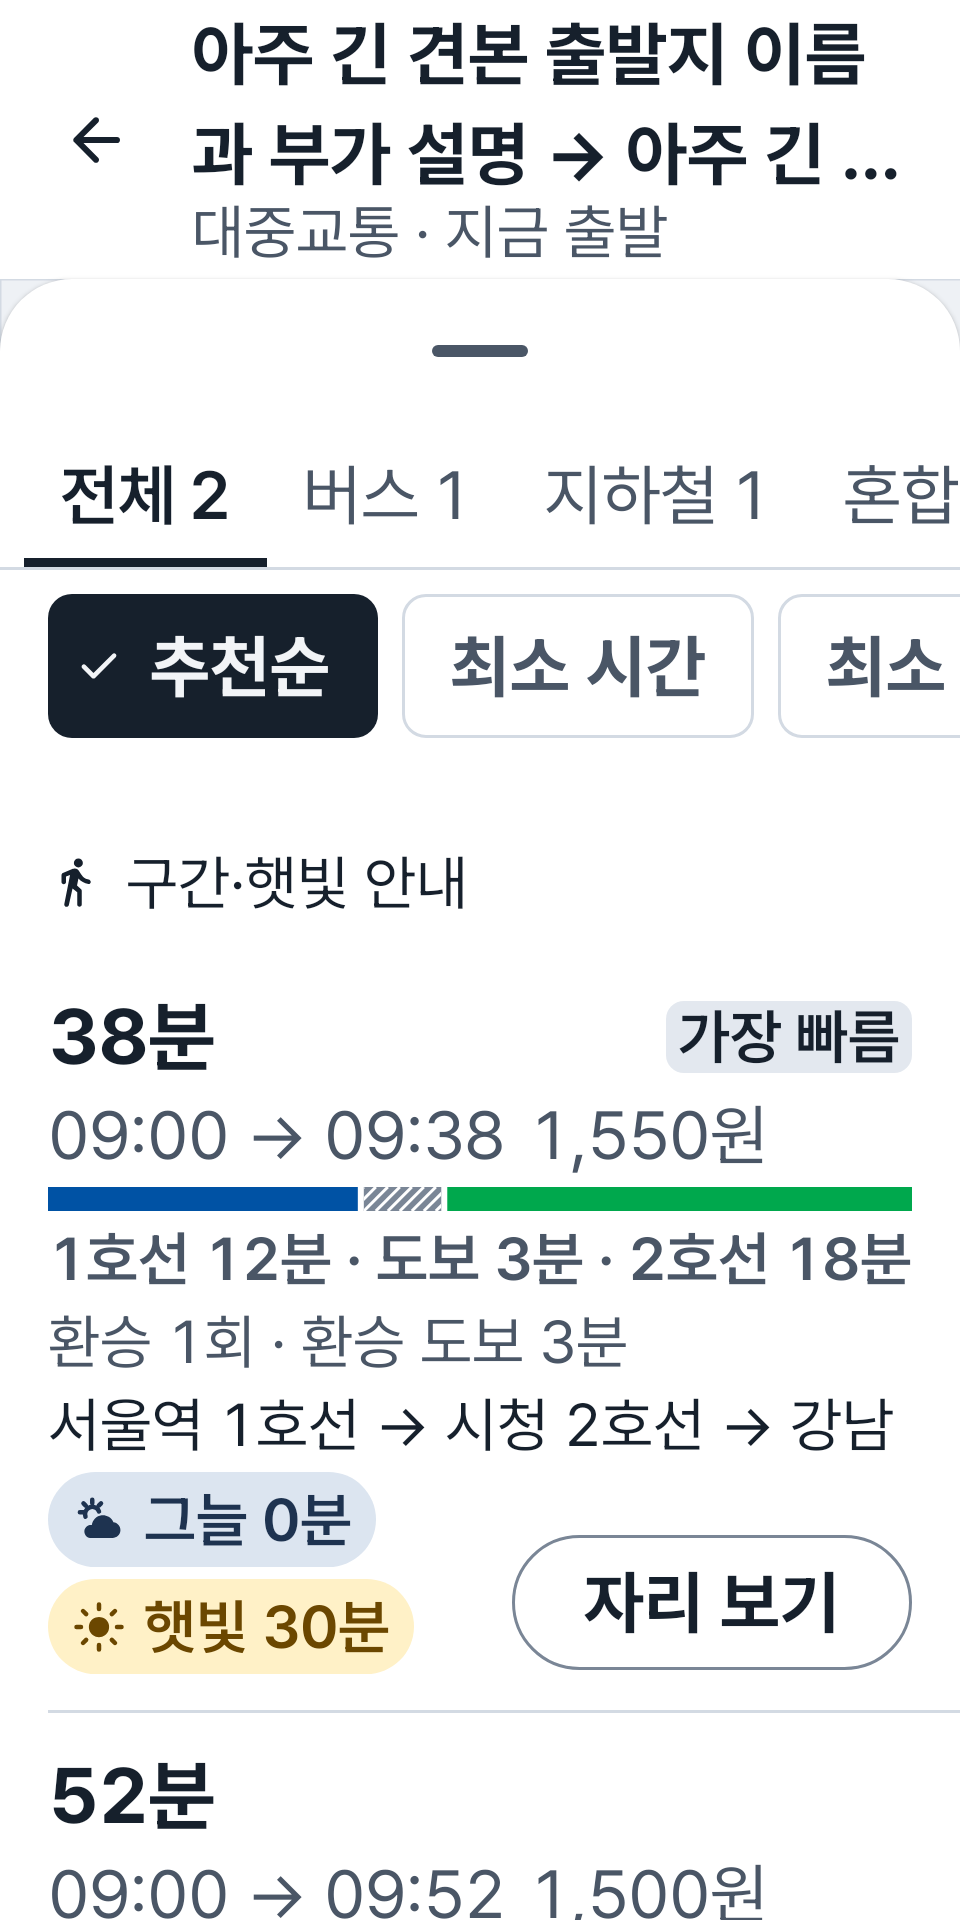 아주 긴 견본 출발지 이름
과 부가 설명 → 아주 긴 ...
대중교통 · 지금 출발
전체 2 버스 1 지하철 1 혼합
추천순 최소 시간 최소
구간·햇빛 안내
38분 가장 빠름
09:00 → 09:38 1,550원
1호선 12분 · 도보 3분 · 2호선 18분
환승 1회 · 환승 도보 3분
서울역 1호선 → 시청 2호선 → 강남
그늘 0분
햇빛 30분 자리 보기
52분
09:00 → 09:52 1,500원